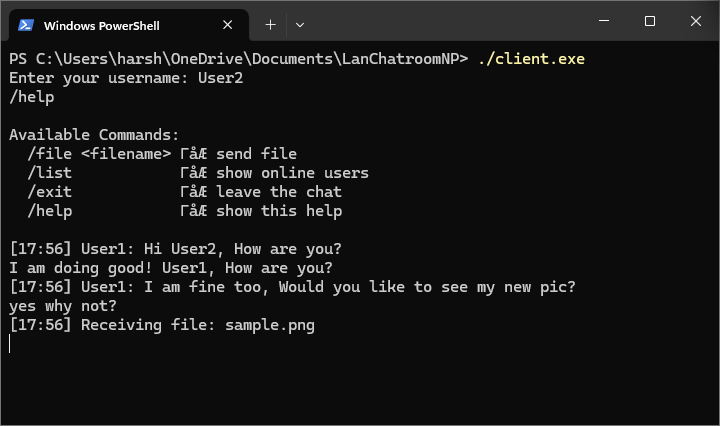 Windows PowerShell
PS C:\Users\harsh\OneDrive\Documents\LanChatroomNP> ./client.exe
Enter your username: User2
/help
Available Commands:
/file <filename> ΓåÆ send file
/list ΓåÆ show online users
/exit ΓåÆ leave the chat
/help ΓåÆ show this help
[17:56] User1: Hi User2, How are you?
I am doing good! User1, How are you?
[17:56] User1: I am fine too, Would you like to see my new pic?
yes why not?
[17:56] Receiving file: sample.png